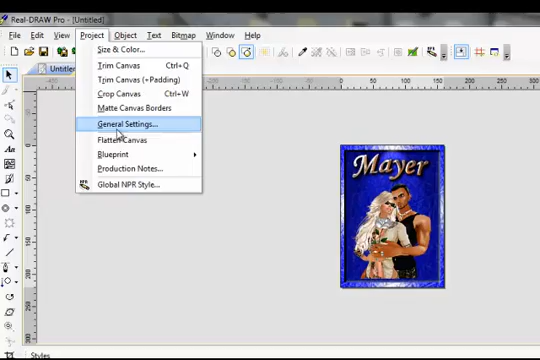 Real-DRAW Pro - [Untitled]
File Edit View Project Object Text Bitmap Window Help
Size & Color...
Trim Canvas Ctrl+Q
Trim Canvas (+Padding)
Crop Canvas Ctrl+W
Matte Canvas Borders
General Settings...
Flatten Canvas
Blueprint
Production Notes...
Global NPR Style...
Mayer
Styles